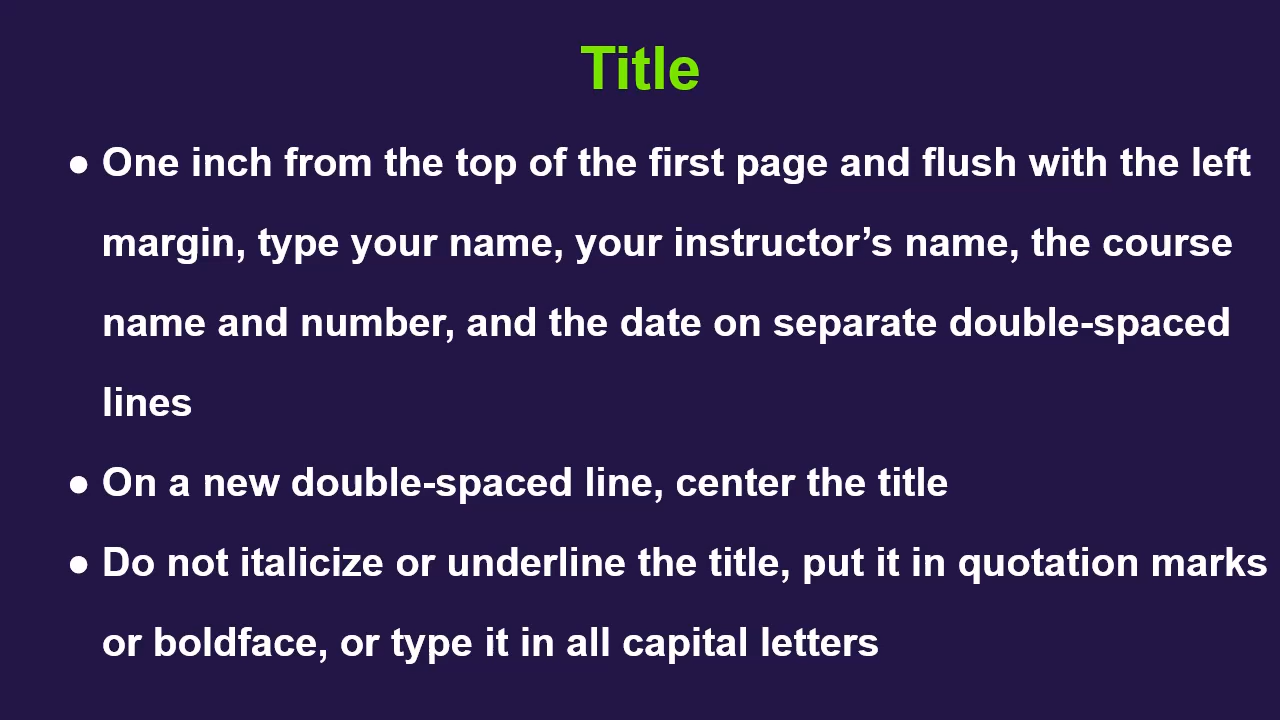 Title
● One inch from the top of the first page and flush with the left
margin, type your name, your instructor’s name, the course
name and number, and the date on separate double-spaced
lines
● On a new double-spaced line, center the title
● Do not italicize or underline the title, put it in quotation marks
or boldface, or type it in all capital letters